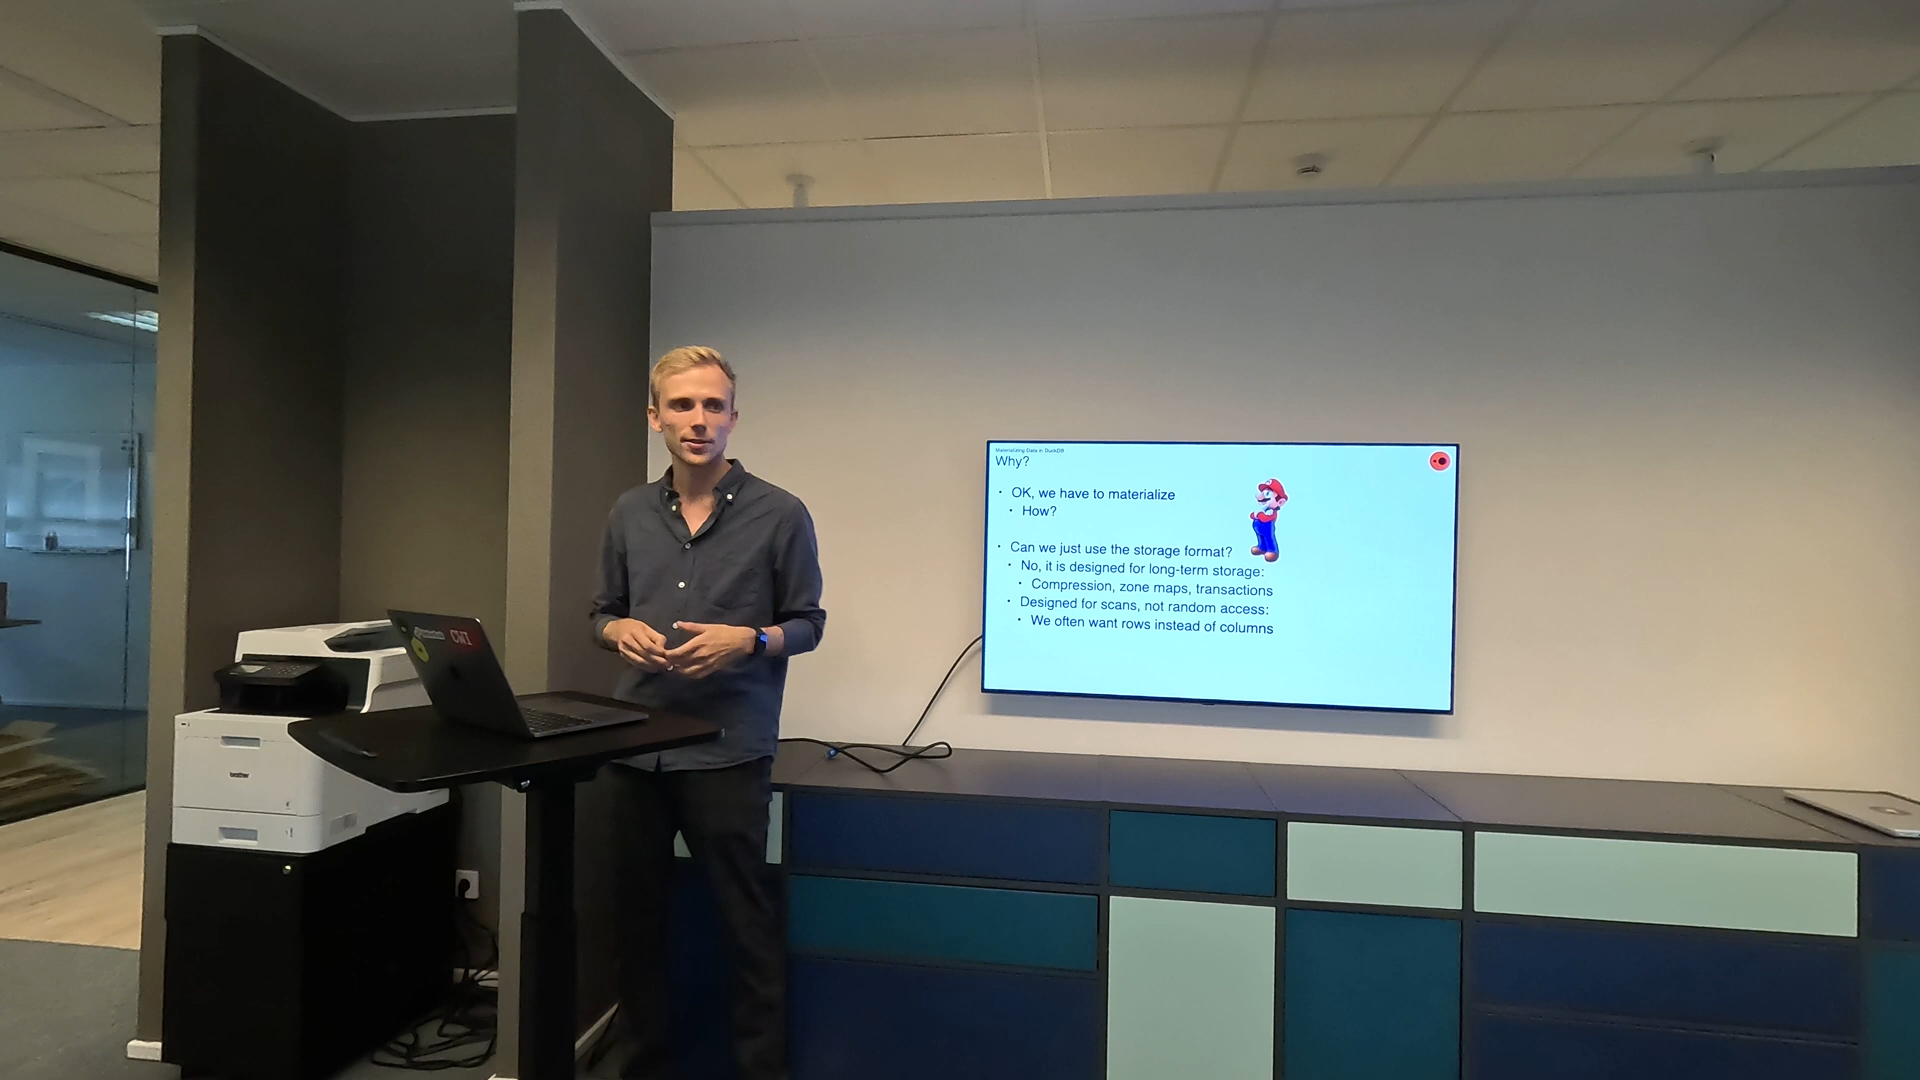 Materializing Data in DuckDB
Why?
• OK, we have to materialize
• How?
• Can we just use the storage format?
• No, it is designed for long-term storage:
• Compression, zone maps, transactions
• Designed for scans, not random access:
• We often want rows instead of columns
CWI
brother